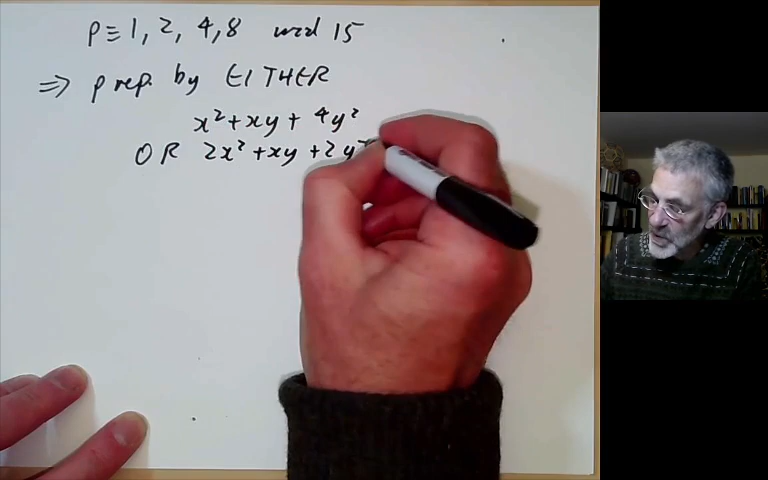 p ≡ 1, 2, 4, 8 mod 15
⇒ p rep. by EITHER
x² + xy + 4y²
OR 2x² + xy + 2y²